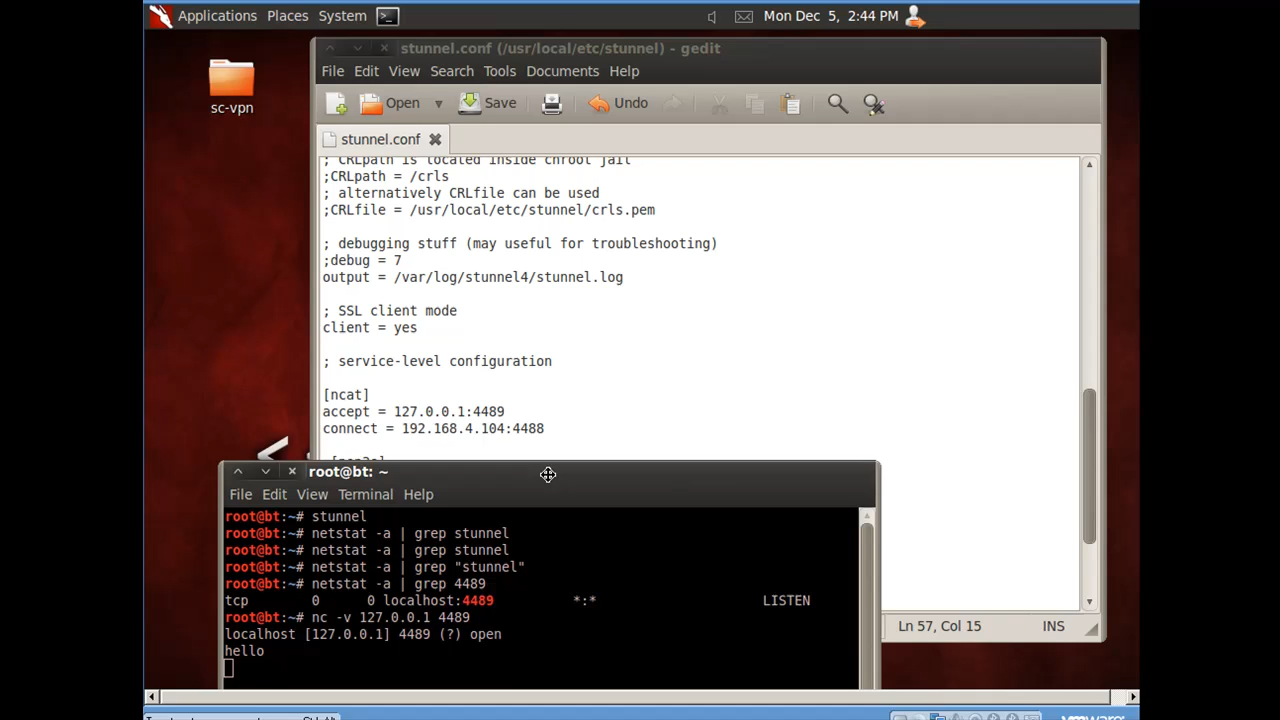 Applications Places System Mon Dec 5, 2:44 PM
sc-vpn
stunnel.conf (/usr/local/etc/stunnel) - gedit
File Edit View Search Tools Documents Help
Open Save Undo
stunnel.conf
; CRLpath is located inside chroot jail
;CRLpath = /crls
; alternatively CRLfile can be used
;CRLfile = /usr/local/etc/stunnel/crls.pem
; debugging stuff (may useful for troubleshooting)
;debug = 7
output = /var/log/stunnel4/stunnel.log
; SSL client mode
client = yes
; service-level configuration
[ncat]
accept = 127.0.0.1:4489
connect = 192.168.4.104:4488
Ln 57, Col 15 INS
root@bt: ~
File Edit View Terminal Help
root@bt:~# stunnel
root@bt:~# netstat -a | grep stunnel
root@bt:~# netstat -a | grep stunnel
root@bt:~# netstat -a | grep "stunnel"
root@bt:~# netstat -a | grep 4489
tcp 0 0 localhost:4489 *:* LISTEN
root@bt:~# nc -v 127.0.0.1 4489
localhost [127.0.0.1] 4489 (?) open
hello
vmware